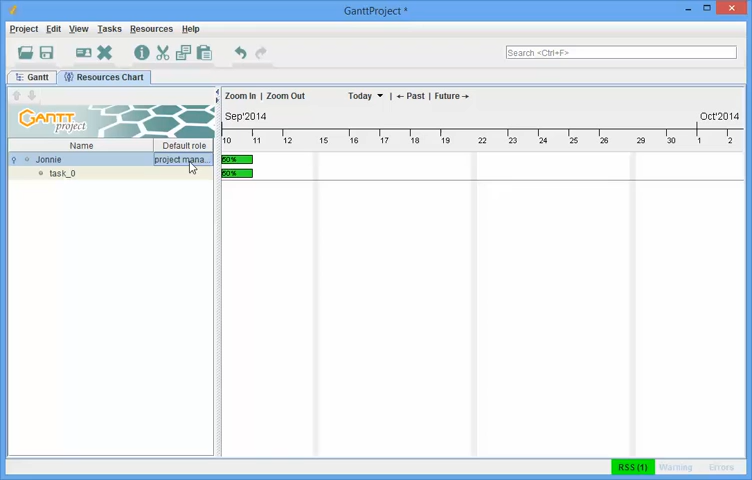 GanttProject *
Project Edit View Tasks Resources Help
Search <Ctrl+F>
Gantt Resources Chart
Zoom In | Zoom Out Today | ← Past | Future →
GANTT
project
Sep'2014 Oct'2014
Name Default role
10 11 12 15 16 17 18 19 22 23 24 25 26 29 30 1 2
Jonnie project mana... 60%
task_0 60%
RSS (1) Warning Errors